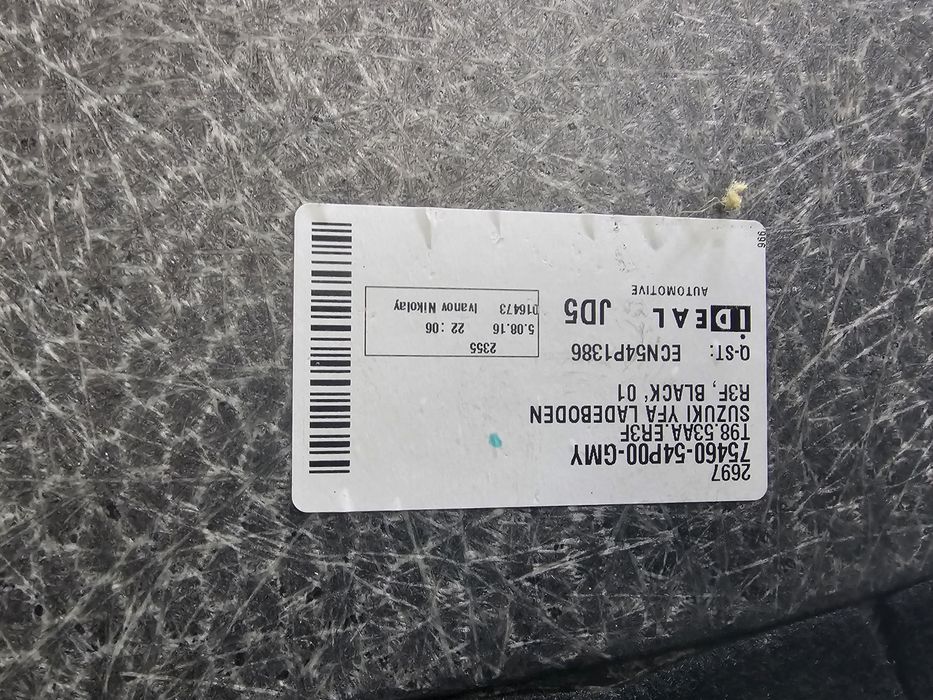 2697
75460-54P00-GMY
T98.53AA.ER3F
SUZUKI YFA LADEBODEN
R3F, BLACK' 01
Q-ST: ECN54P1386
iDEAL JD5
AUTOMOTIVE
2355
5.08.16 22:06
016473 Ivanov Nikolay
996